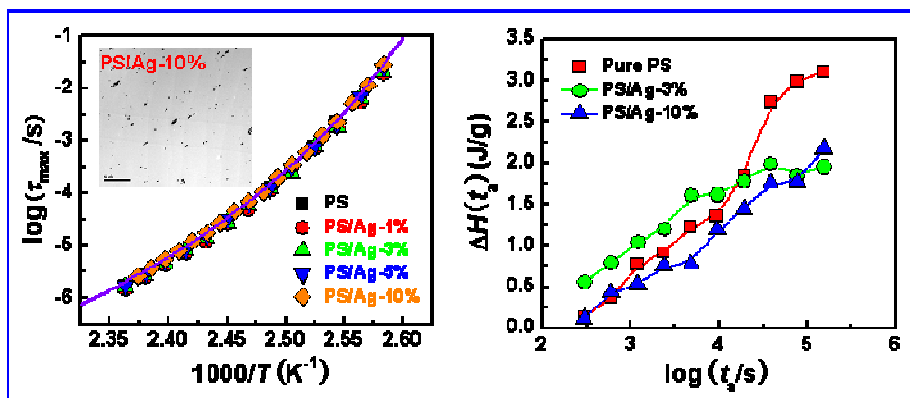 PS/Ag-10%
log(τmax/s)
-1
-2
-3
-4
-5
-6
PS
PS/Ag-1%
PS/Ag-3%
PS/Ag-5%
PS/Ag-10%
2.35 2.40 2.45 2.50 2.55 2.60
1000/T (K⁻¹)
ΔH(ta) (J/g)
3.5
3.0
2.5
2.0
1.5
1.0
0.5
0.0
Pure PS
PS/Ag-3%
PS/Ag-10%
2 3 4 5 6
log (ta/s)